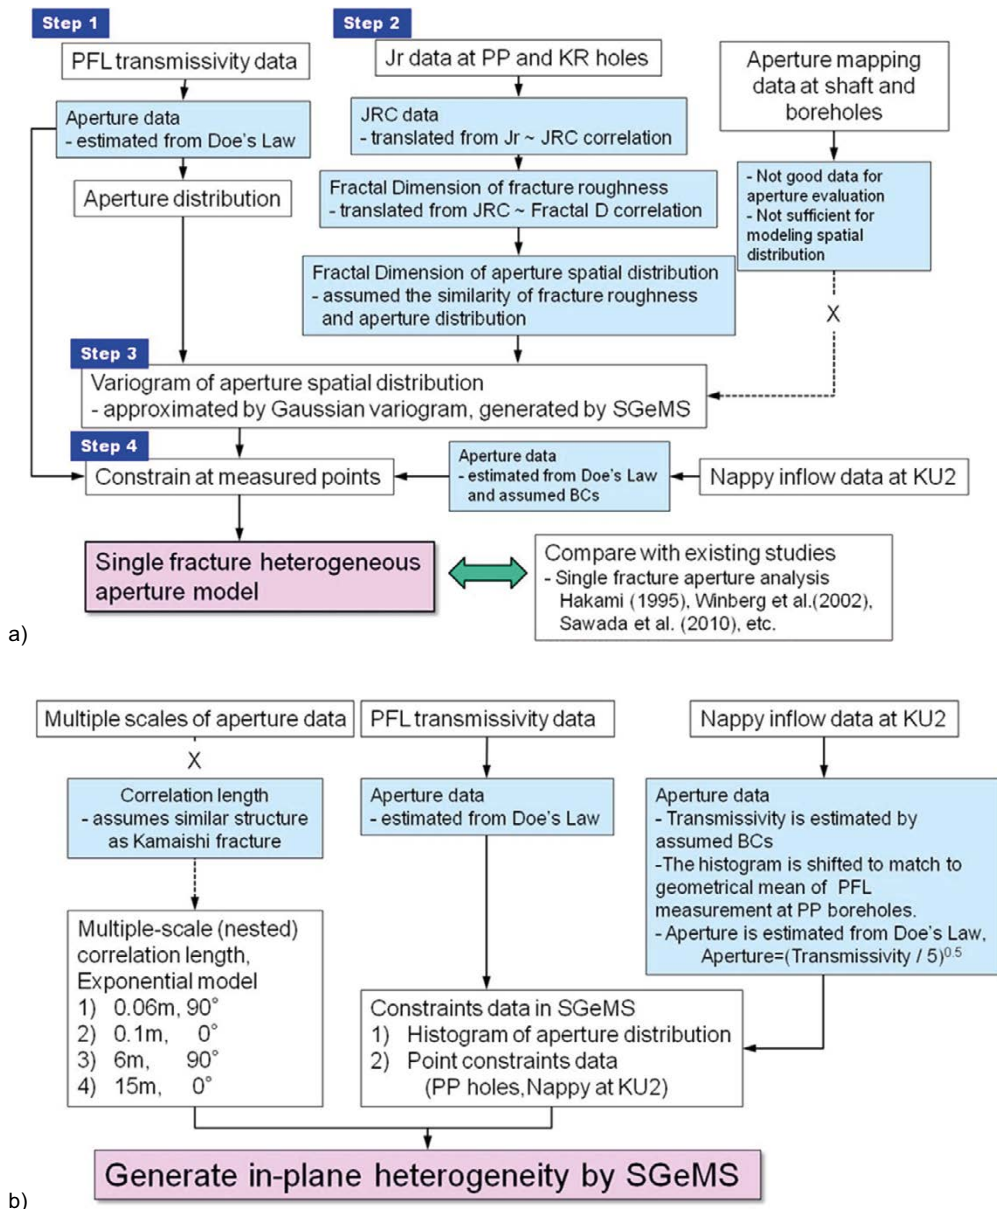 Step 1
PFL transmissivity data
Aperture data
- estimated from Doe's Law
Aperture distribution
Step 2
Jr data at PP and KR holes
JRC data
- translated from Jr ~ JRC correlation
Fractal Dimension of fracture roughness
- translated from JRC ~ Fractal D correlation
Fractal Dimension of aperture spatial distribution
- assumed the similarity of fracture roughness
and aperture distribution
Aperture mapping
data at shaft and
boreholes
- Not good data for
aperture evaluation
- Not sufficient for
modeling spatial
distribution
X
Step 3
Variogram of aperture spatial distribution
- approximated by Gaussian variogram, generated by SGeMS
Step 4
Constrain at measured points
Aperture data
- estimated from Doe's Law
and assumed BCs
Nappy inflow data at KU2
Single fracture heterogeneous
aperture model
Compare with existing studies
- Single fracture aperture analysis
Hakami (1995), Winberg et al.(2002),
Sawada et al. (2010), etc.
a)
Multiple scales of aperture data
X
Correlation length
- assumes similar structure
as Kamaishi fracture
Multiple-scale (nested)
correlation length,
Exponential model
1) 0.06m, 90°
2) 0.1m, 0°
3) 6m, 90°
4) 15m, 0°
PFL transmissivity data
Aperture data
- estimated from Doe's Law
Nappy inflow data at KU2
Aperture data
- Transmissivity is estimated by
assumed BCs
-The histogram is shifted to match to
geometrical mean of PFL
measurement at PP boreholes.
- Aperture is estimated from Doe's Law,
Aperture=(Transmissivity / 5)^0.5
Constraints data in SGeMS
1) Histogram of aperture distribution
2) Point constraints data
(PP holes,Nappy at KU2)
Generate in-plane heterogeneity by SGeMS
b)